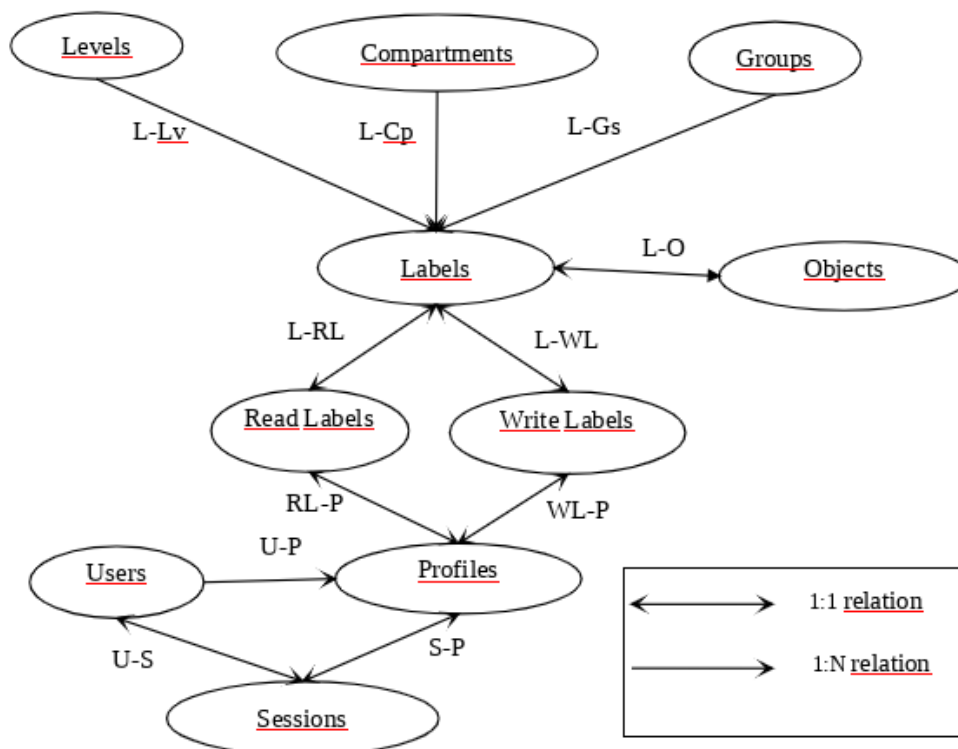 Levels
Compartments
Groups
L-Lv
L-Cp
L-Gs
Labels
L-O
Objects
L-RL
L-WL
Read Labels
Write Labels
RL-P
WL-P
U-P
Users
Profiles
U-S
S-P
Sessions
1:1 relation
1:N relation